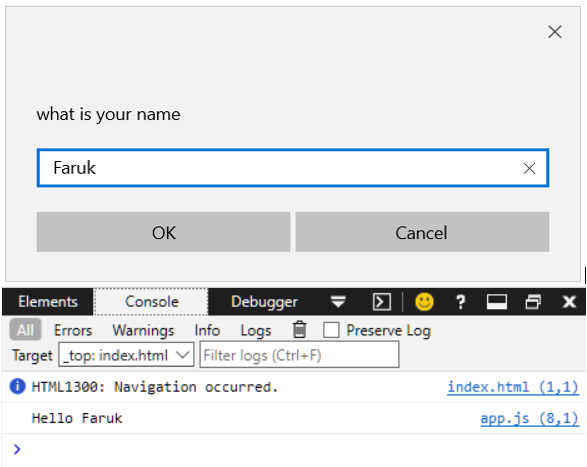 what is your name
Faruk
OK Cancel
Elements Console Debugger ?
All Errors Warnings Info Logs Preserve Log
Target _top: index.html Filter logs (Ctrl+F)
HTML1300: Navigation occurred. index.html (1,1)
Hello Faruk app.js (8,1)